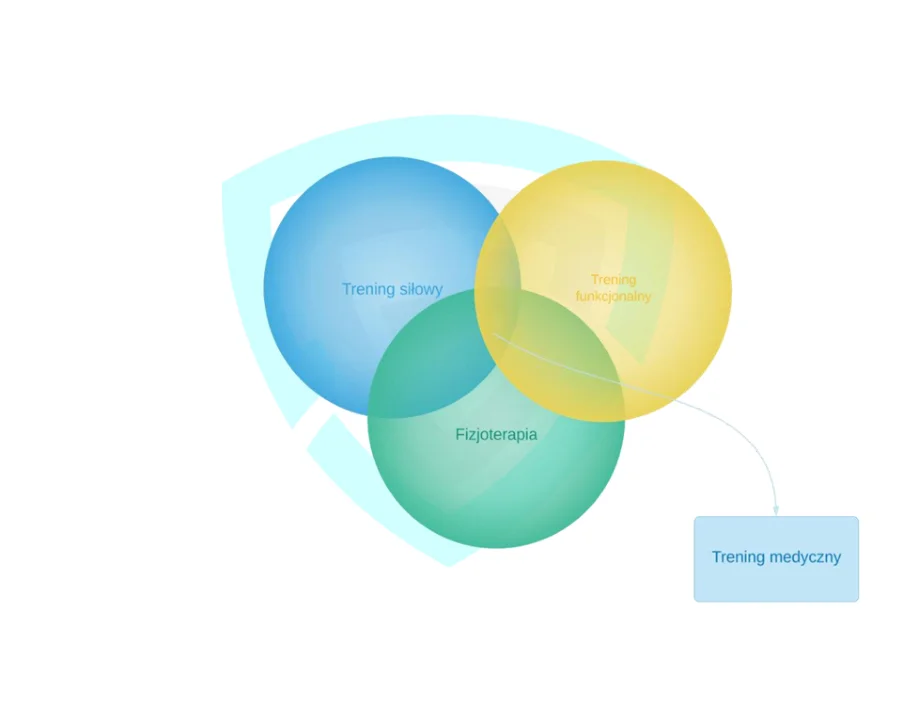 Trening siłowy
Trening
funkcjonalny
Fizjoterapia
Trening medyczny